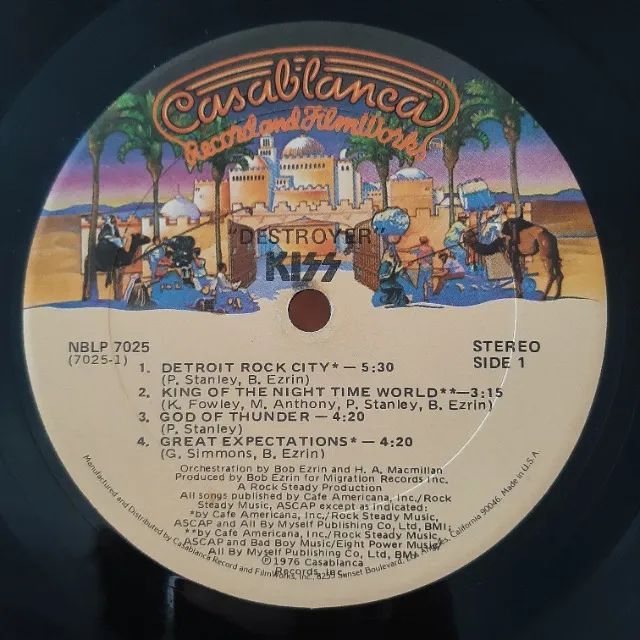 Casablanca
Record and FilmWorks
"DESTROYER"
KISS
NBLP 7025
(7025-1)
STEREO
SIDE 1
1. DETROIT ROCK CITY* — 5:30
(P. Stanley, B. Ezrin)
2. KING OF THE NIGHT TIME WORLD**—3:15
(K. Fowley, M. Anthony, P. Stanley, B. Ezrin)
3. GOD OF THUNDER — 4:20
(P. Stanley)
4. GREAT EXPECTATIONS* — 4:20
(G. Simmons, B. Ezrin)
Orchestration by Bob Ezrin and H. A. Macmillan
Produced by Bob Ezrin for Migration Records Inc.
A Rock Steady Production
All songs published by Cafe Americana, Inc./Rock
Steady Music, ASCAP except as indicated:
*by Cafe Americana, Inc./Rock Steady Music,
ASCAP and All By Myself Publishing Co, Ltd, BMI;
**by Cafe Americana, Inc./Rock Steady Music,
ASCAP and Bad Boy Music/Eight Power Music/
All By Myself Publishing Co, Ltd, BMI
℗1976 Casablanca
Records, Inc.
Manufactured and Distributed by Casablanca Record and FilmWorks, Inc., 8255 Sunset Boulevard, Los Angeles, California 90046, Made in U.S.A.